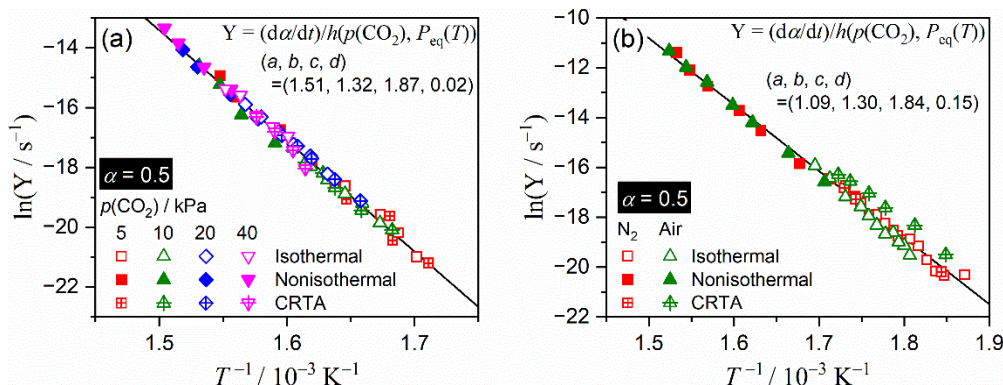 (a)
Y = (dα/dt)/h(p(CO₂), P_eq(T))
(a, b, c, d)
=(1.51, 1.32, 1.87, 0.02)
α = 0.5
p(CO₂) / kPa
5 10 20 40
Isothermal
Nonisothermal
CRTA
-14
-16
-18
-20
-22
ln(Y / s⁻¹)
1.5 1.6 1.7
T⁻¹ / 10⁻³ K⁻¹
(b)
Y = (dα/dt)/h(p(CO₂), P_eq(T))
(a, b, c, d)
=(1.09, 1.30, 1.84, 0.15)
α = 0.5
N₂ Air
Isothermal
Nonisothermal
CRTA
-10
-12
-14
-16
-18
-20
-22
ln(Y / s⁻¹)
1.5 1.6 1.7 1.8 1.9
T⁻¹ / 10⁻³ K⁻¹